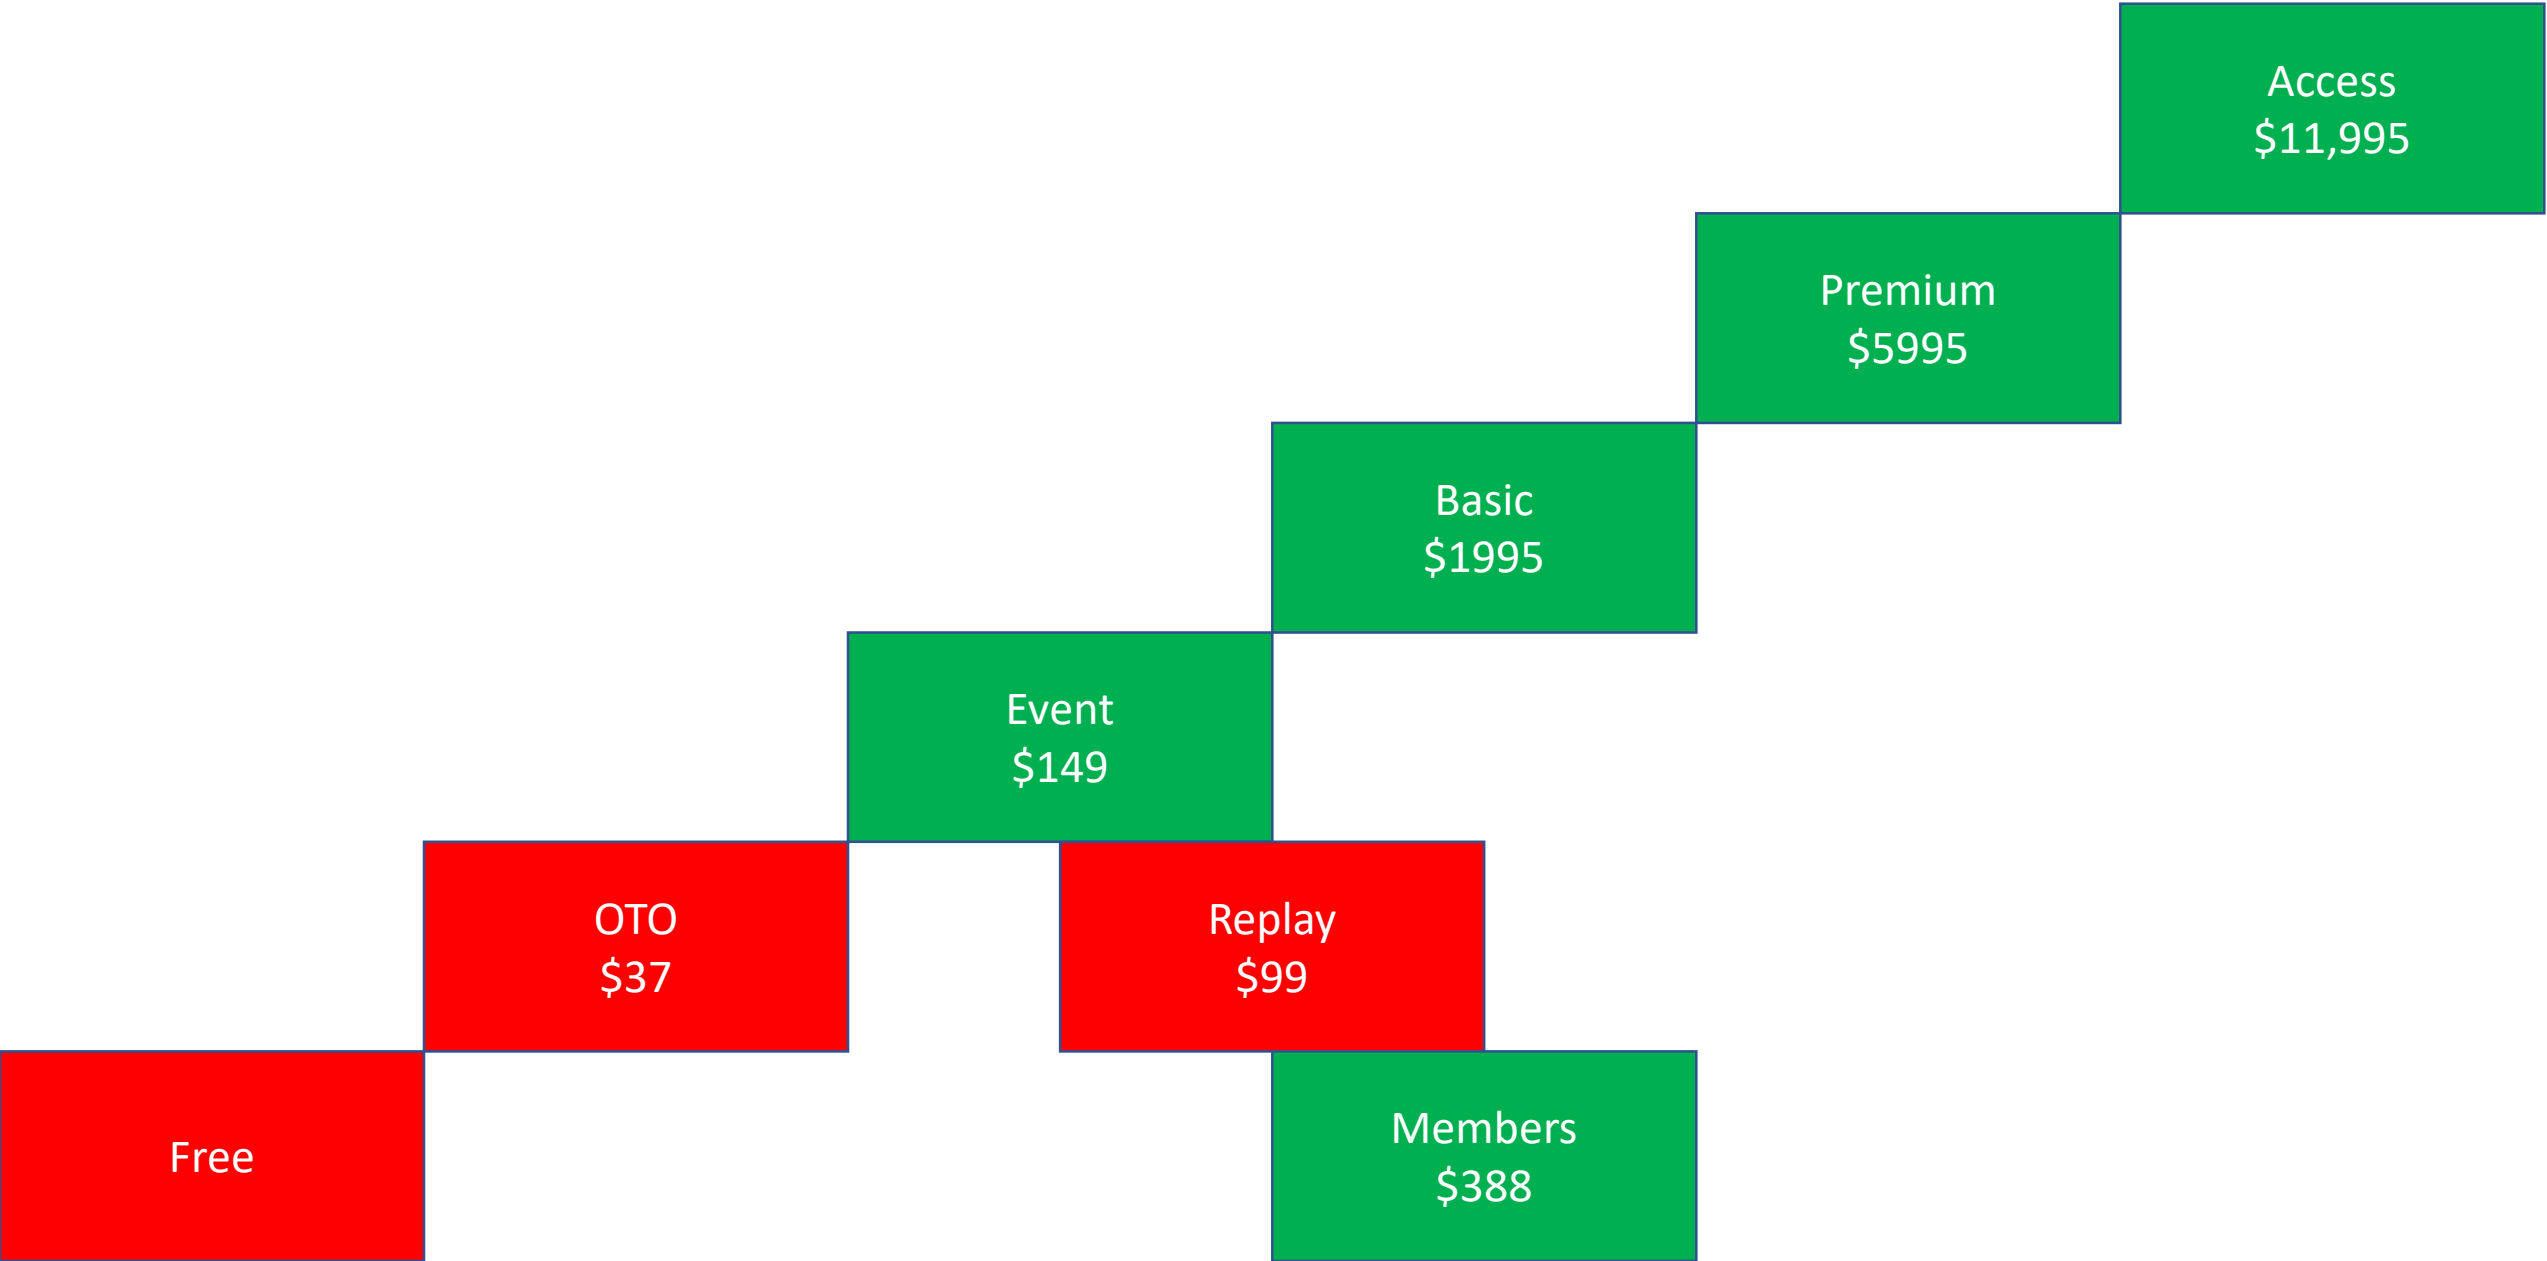 Access
$11,995
Premium
$5995
Basic
$1995
Event
$149
OTO
$37
Replay
$99
Free
Members
$388